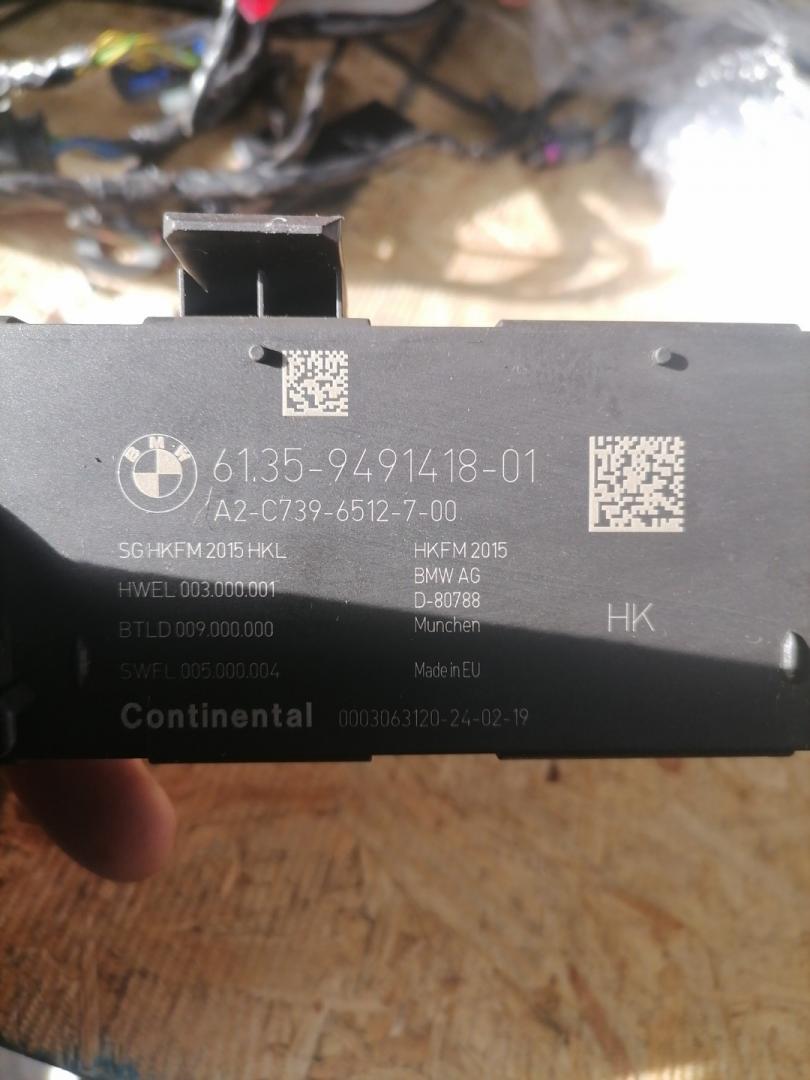 BMW
61.35-9491418-01
A2-C739-6512-7-00
SG HKFM 2015 HKL
HWEL 003.000.001
BTLD 009.000.000
SWFL 005.000.004
HKFM 2015
BMW AG
D-80788
Munchen
Made in EU
HK
Continental 0003063120-24-02-19